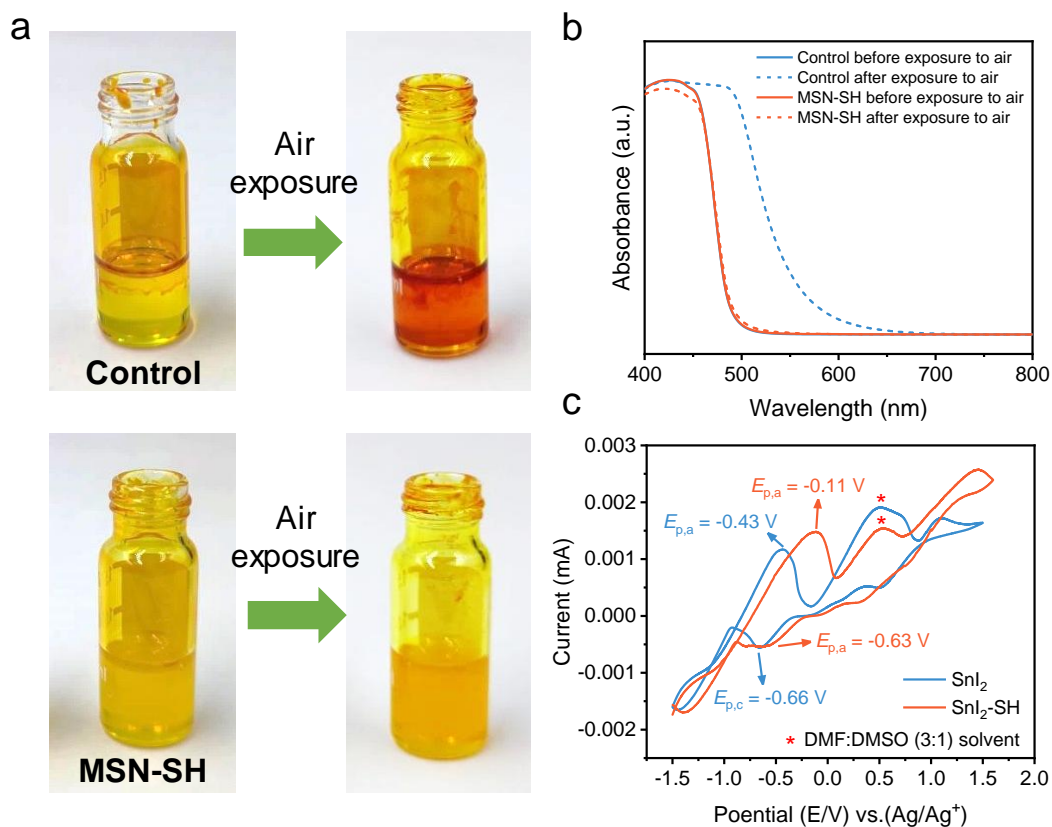 a
Air
exposure
Control
Air
exposure
MSN-SH
b
Control before exposure to air
Control after exposure to air
MSN-SH before exposure to air
MSN-SH after exposure to air
Absorbance (a.u.)
400 500 600 700 800
Wavelength (nm)
c
0.003
0.002
0.001
0.000
-0.001
-0.002
Current (mA)
Ep,a = -0.11 V
*
Ep,a = -0.43 V
*
Ep,a = -0.63 V
Ep,c = -0.66 V
SnI2
SnI2-SH
* DMF:DMSO (3:1) solvent
-1.5 -1.0 -0.5 0.0 0.5 1.0 1.5 2.0
Potential (E/V) vs.(Ag/Ag+)